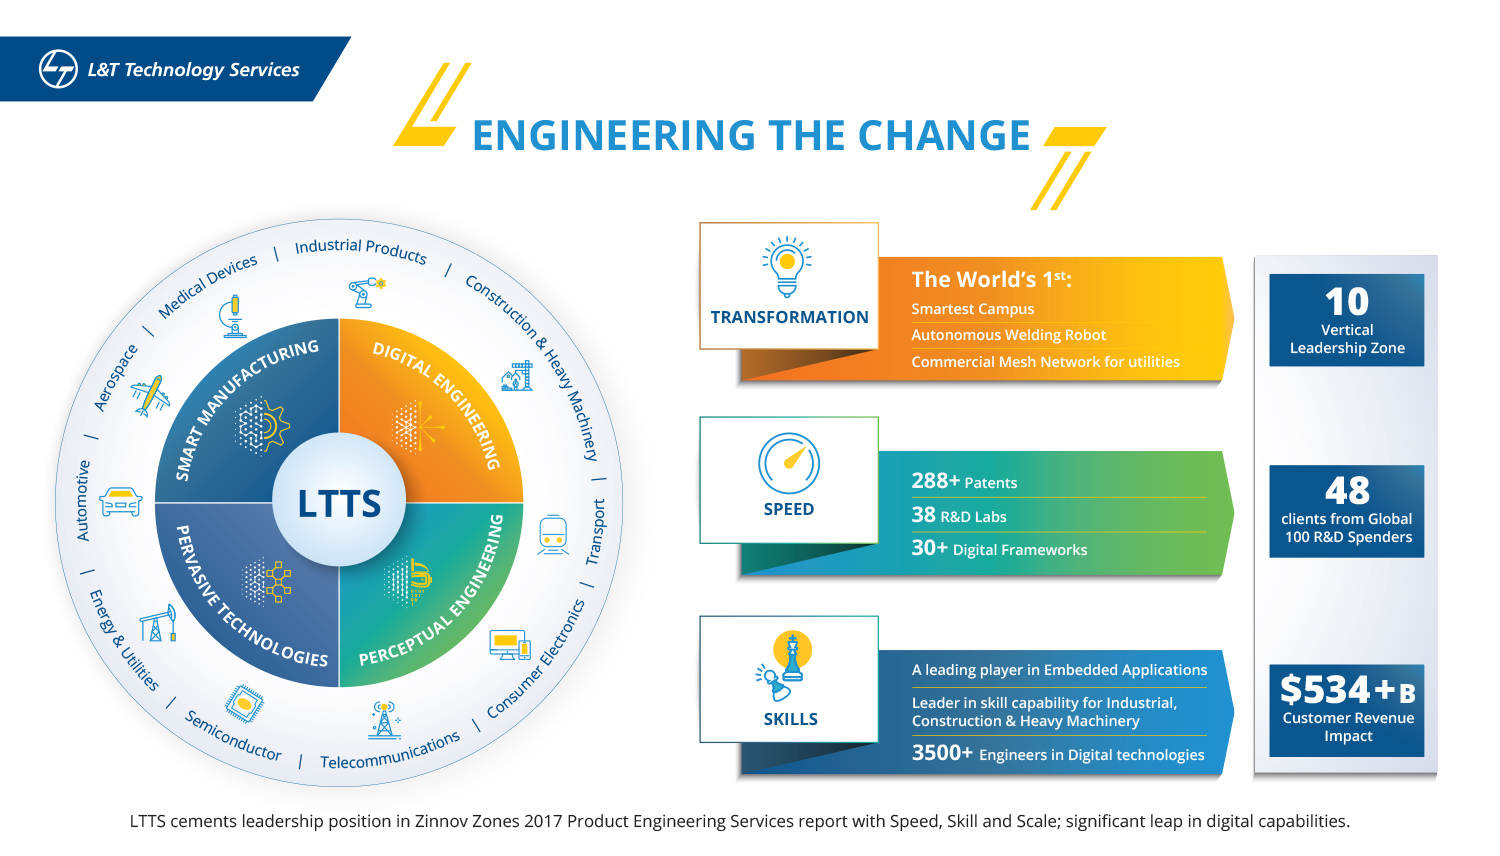 L&T Technology Services
ENGINEERING THE CHANGE
Industrial Products
|
Construction & Heavy Machinery
|
Transport
|
Consumer Electronics
|
Telecommunications
|
Semiconductor
|
Energy & Utilities
|
Automotive
|
Aerospace
|
Medical Devices
|
SMART MANUFACTURING
DIGITAL ENGINEERING
PERCEPTUAL ENGINEERING
PERVASIVE TECHNOLOGIES
LTTS
TRANSFORMATION
The World's 1st:
Smartest Campus
Autonomous Welding Robot
Commercial Mesh Network for utilities
10
Vertical
Leadership Zone
SPEED
288+ Patents
38 R&D Labs
30+ Digital Frameworks
48
clients from Global
100 R&D Spenders
SKILLS
A leading player in Embedded Applications
Leader in skill capability for Industrial,
Construction & Heavy Machinery
3500+ Engineers in Digital technologies
$534+B
Customer Revenue
Impact
LTTS cements leadership position in Zinnov Zones 2017 Product Engineering Services report with Speed, Skill and Scale; significant leap in digital capabilities.